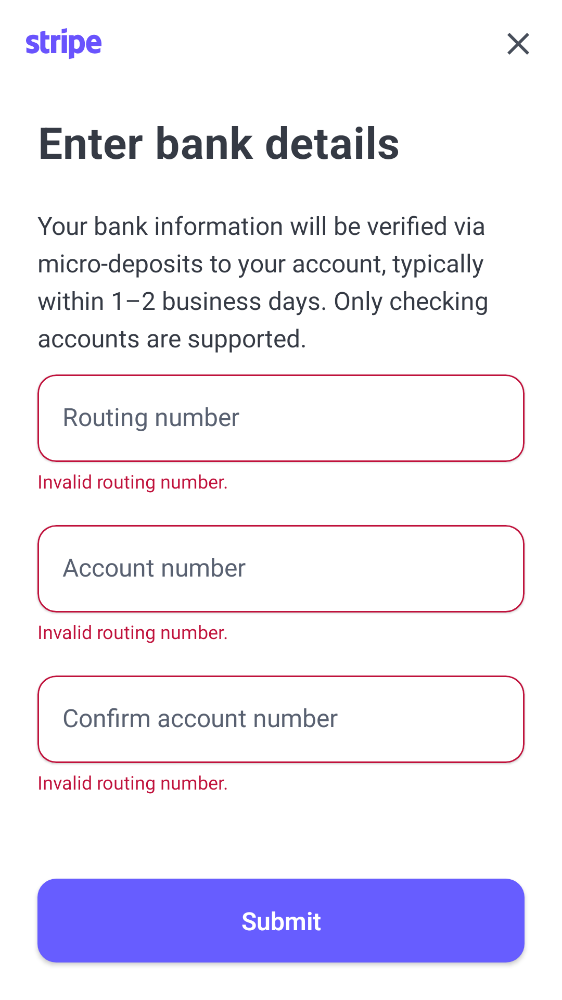 stripe
Enter bank details
Your bank information will be verified via
micro-deposits to your account, typically
within 1–2 business days. Only checking
accounts are supported.
Routing number
Invalid routing number.
Account number
Invalid routing number.
Confirm account number
Invalid routing number.
Submit